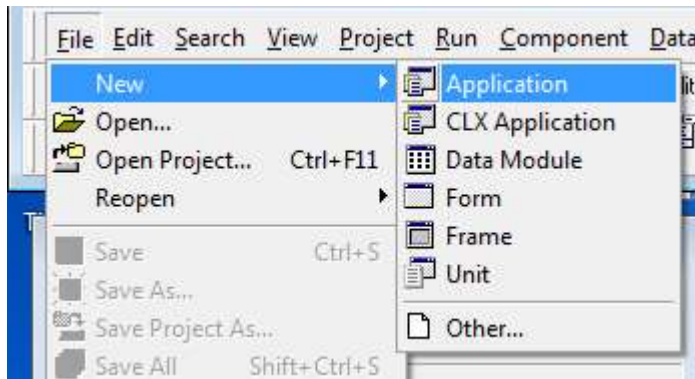 File Edit Search View Project Run Component Data
New
Open...
Open Project... Ctrl+F11
Reopen
Save Ctrl+S
Save As...
Save Project As...
Save All Shift+Ctrl+S
Application
CLX Application
Data Module
Form
Frame
Unit
Other...